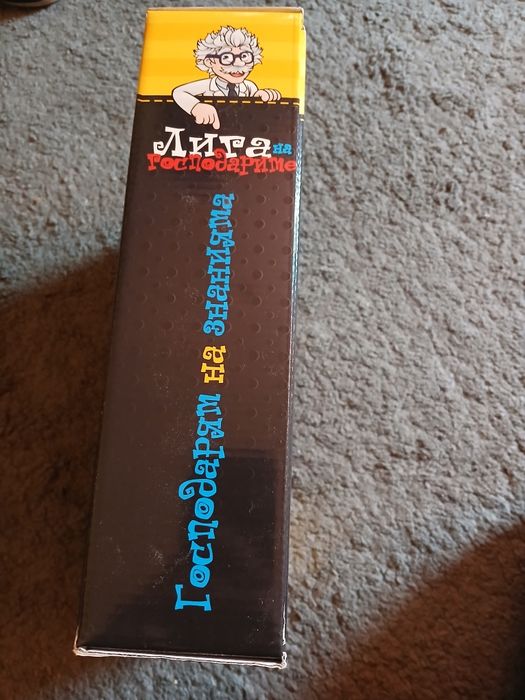 Лига на
господарите
Господарят на знанията